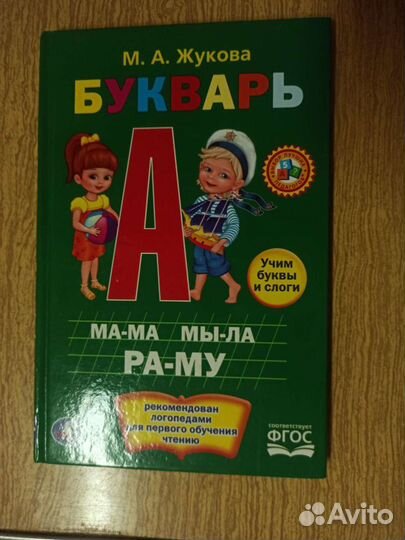 М. А. Жукова
БУКВАРЬ
А
Учим
буквы
и слоги
МА-МА МЫ-ЛА
РА-МУ
рекомендован
логопедами
для первого обучения
чтению
соответствует
ФГОС
Avito